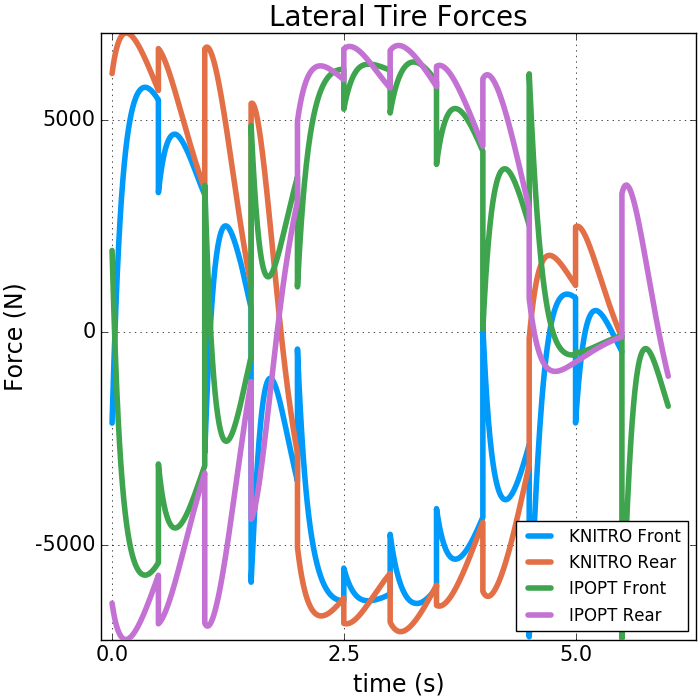 Lateral Tire Forces
5000
0
-5000
Force (N)
0.0
2.5
5.0
time (s)
KNITRO Front
KNITRO Rear
IPOPT Front
IPOPT Rear